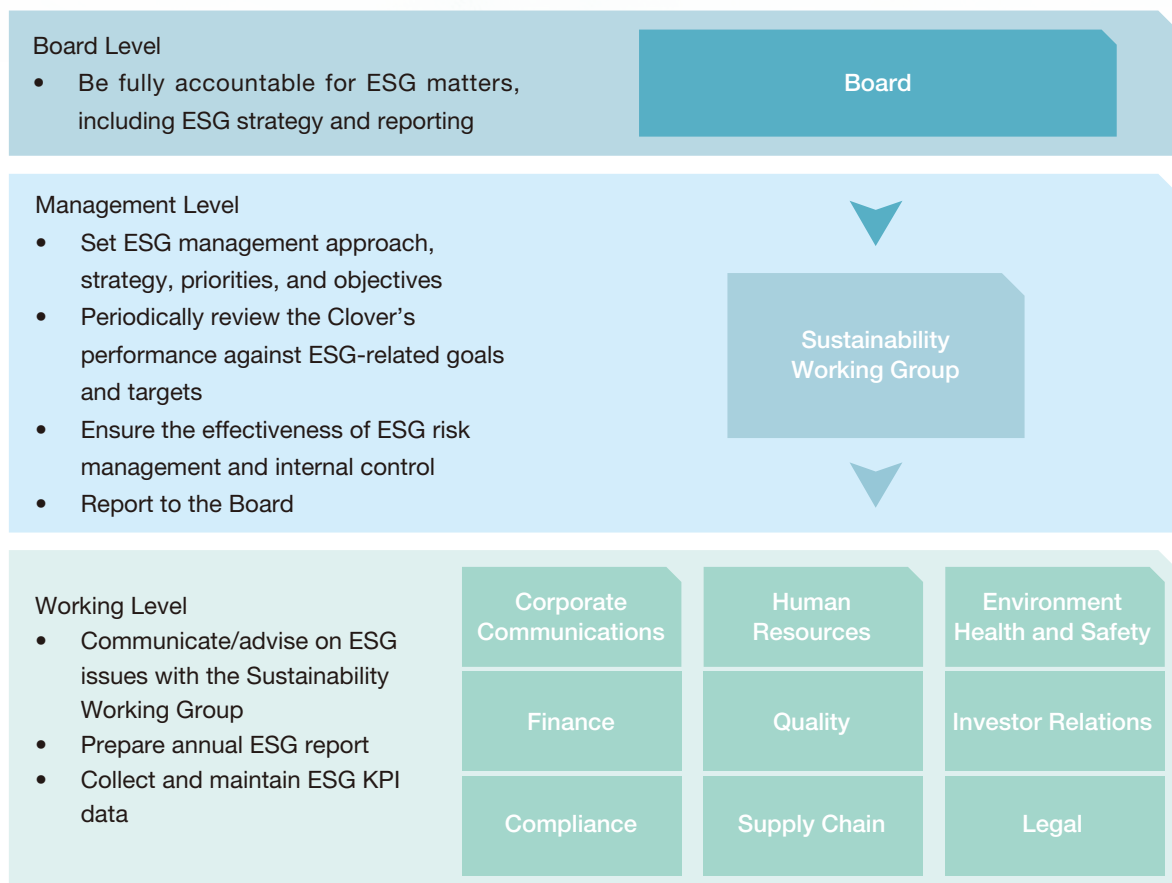 Board Level
• Be fully accountable for ESG matters,
including ESG strategy and reporting
Board
Management Level
• Set ESG management approach,
strategy, priorities, and objectives
• Periodically review the Clover’s
performance against ESG-related goals
and targets
• Ensure the effectiveness of ESG risk
management and internal control
• Report to the Board
Sustainability
Working Group
Working Level
• Communicate/advise on ESG
issues with the Sustainability
Working Group
• Prepare annual ESG report
• Collect and maintain ESG KPI
data
Corporate
Communications
Human
Resources
Environment
Health and Safety
Finance
Quality
Investor Relations
Compliance
Supply Chain
Legal